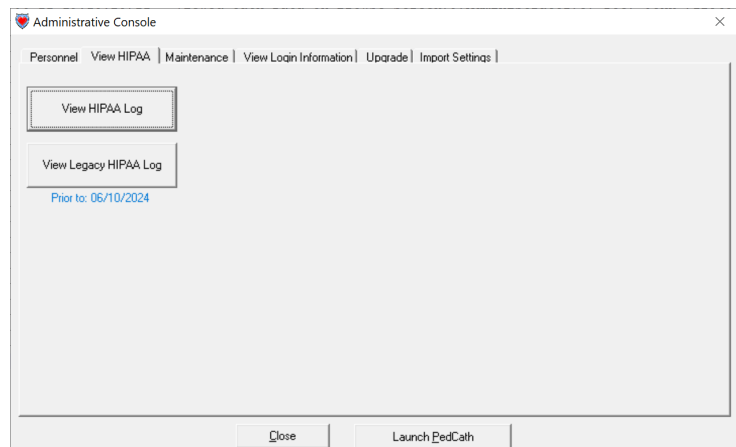 Administrative Console
Personnel View HIPAA Maintenance View Login Information Upgrade Import Settings
View HIPAA Log
View Legacy HIPAA Log
Prior to: 06/10/2024
Close Launch PedCath